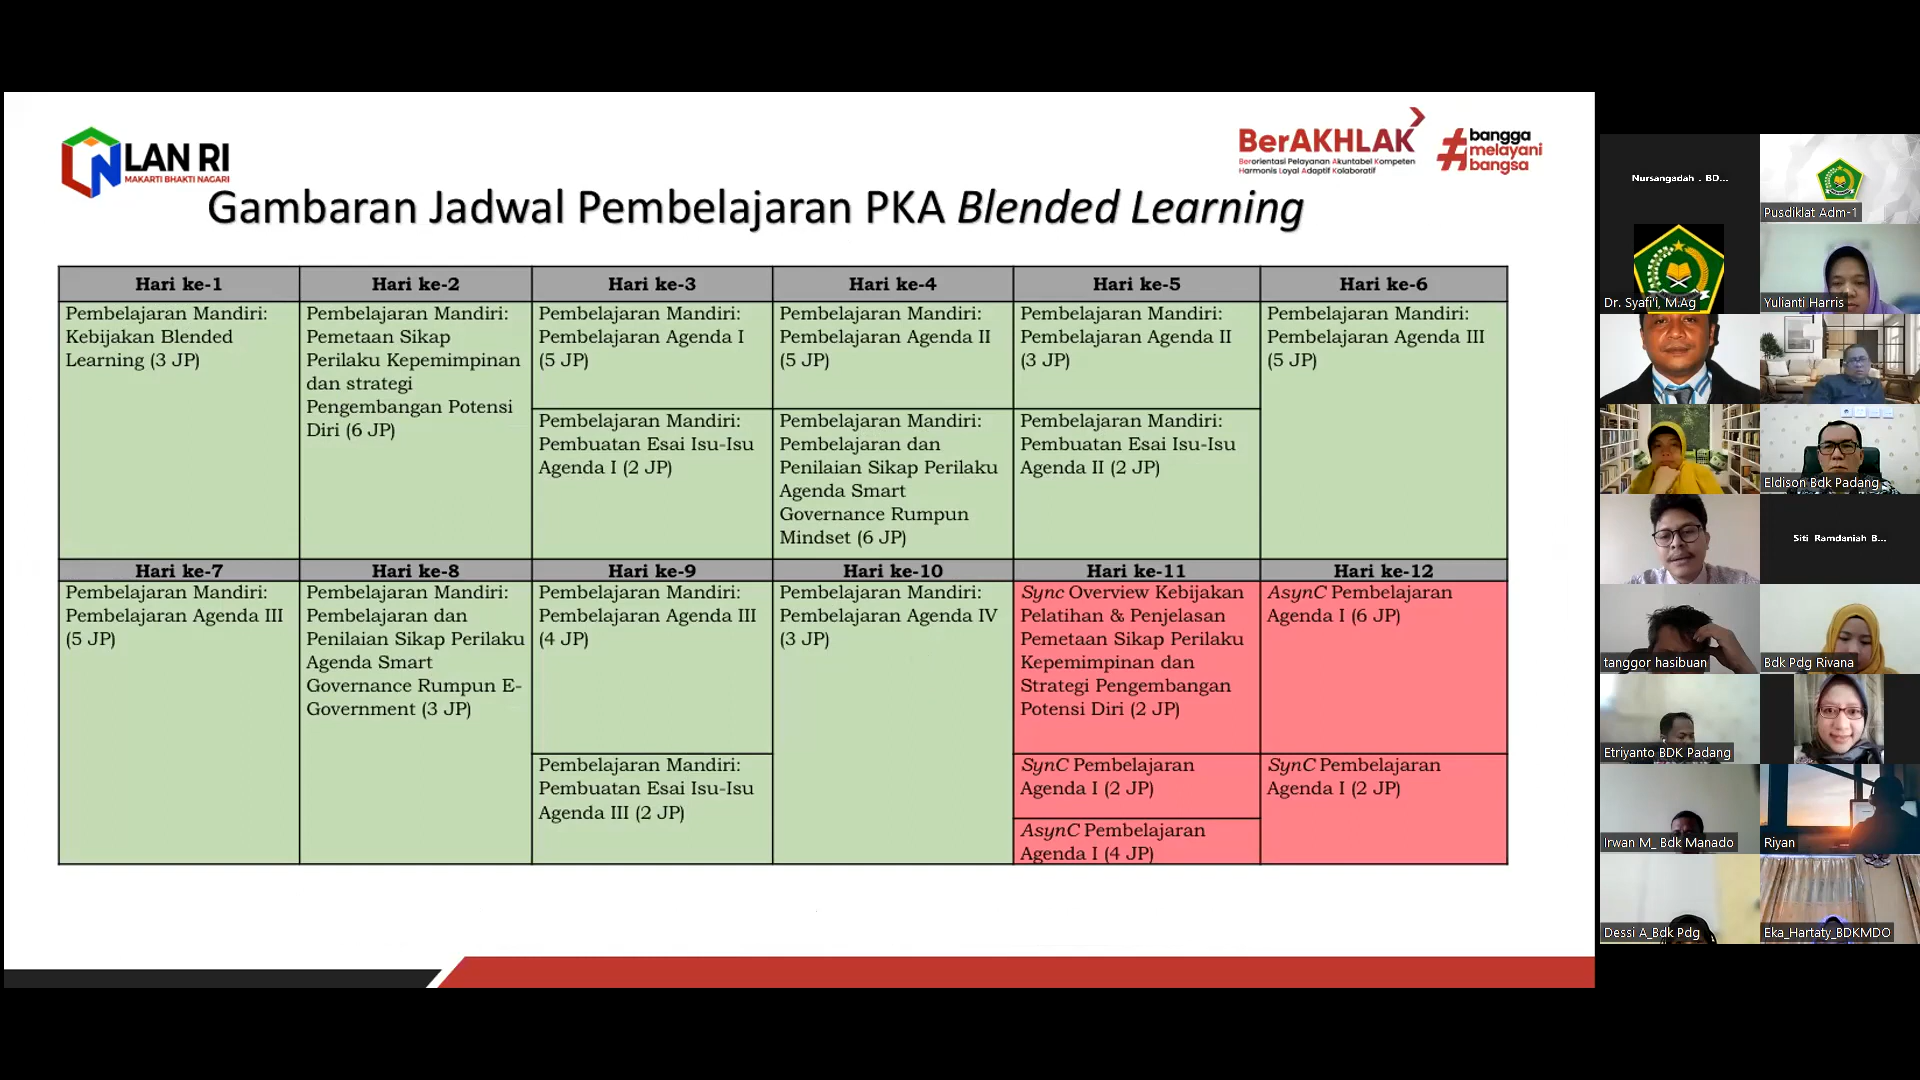 LAN RI
MAKARTI BHAKTI NAGARI
BerAKHLAK
Berorientasi Pelayanan Akuntabel Kompeten
Harmonis Loyal Adaptif Kolaboratif
#bangga
melayani
bangsa
Gambaran Jadwal Pembelajaran PKA Blended Learning
Hari ke-1
Hari ke-2
Hari ke-3
Hari ke-4
Hari ke-5
Hari ke-6
Pembelajaran Mandiri:
Kebijakan Blended
Learning (3 JP)
Pembelajaran Mandiri:
Pemetaan Sikap
Perilaku Kepemimpinan
dan strategi
Pengembangan Potensi
Diri (6 JP)
Pembelajaran Mandiri:
Pembelajaran Agenda I
(5 JP)
Pembelajaran Mandiri:
Pembuatan Esai Isu-Isu
Agenda I (2 JP)
Pembelajaran Mandiri:
Pembelajaran Agenda II
(5 JP)
Pembelajaran Mandiri:
Pembelajaran dan
Penilaian Sikap Perilaku
Agenda Smart
Governance Rumpun
Mindset (6 JP)
Pembelajaran Mandiri:
Pembelajaran Agenda II
(3 JP)
Pembelajaran Mandiri:
Pembuatan Esai Isu-Isu
Agenda II (2 JP)
Pembelajaran Mandiri:
Pembelajaran Agenda III
(5 JP)
Hari ke-7
Hari ke-8
Hari ke-9
Hari ke-10
Hari ke-11
Hari ke-12
Pembelajaran Mandiri:
Pembelajaran Agenda III
(5 JP)
Pembelajaran Mandiri:
Pembelajaran dan
Penilaian Sikap Perilaku
Agenda Smart
Governance Rumpun E-
Government (3 JP)
Pembelajaran Mandiri:
Pembelajaran Agenda III
(4 JP)
Pembelajaran Mandiri:
Pembuatan Esai Isu-Isu
Agenda III (2 JP)
Pembelajaran Mandiri:
Pembelajaran Agenda IV
(3 JP)
Sync Overview Kebijakan
Pelatihan & Penjelasan
Pemetaan Sikap Perilaku
Kepemimpinan dan
Strategi Pengembangan
Potensi Diri (2 JP)
SynC Pembelajaran
Agenda I (2 JP)
AsynC Pembelajaran
Agenda I (4 JP)
AsynC Pembelajaran
Agenda I (6 JP)
SynC Pembelajaran
Agenda I (2 JP)
Nursangadah . BD...
Pusdiklat Adm-1
Dr. Syafi'i, M.Ag
Yulianti Harris
Eldison Bdk Padang
Siti Ramdaniah B...
tanggor hasibuan
Bdk Pdg Rivana
Etriyanto BDK Padang
Irwan M_ Bdk Manado
Riyan
Dessi A_Bdk Pdg
Eka_Hartaty_BDKMDO